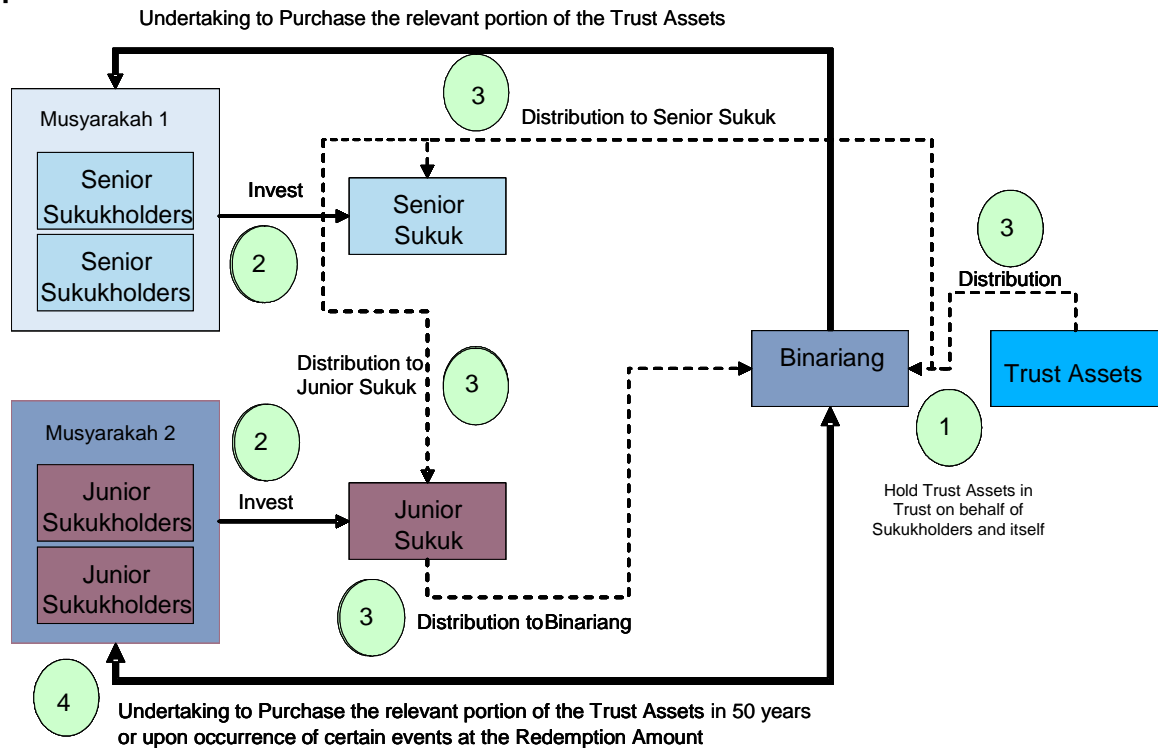 Undertaking to Purchase the relevant portion of the Trust Assets
Musyarakah 1
Senior
Sukukholders
Senior
Sukukholders
Invest
2
3
Distribution to Senior Sukuk
Senior
Sukuk
3
Distribution
Binariang
Trust Assets
1
Hold Trust Assets in
Trust on behalf of
Sukukholders and itself
Distribution to
Junior Sukuk
3
Musyarakah 2
Junior
Sukukholders
Junior
Sukukholders
2
Invest
Junior
Sukuk
3
Distribution to Binariang
4
Undertaking to Purchase the relevant portion of the Trust Assets in 50 years
or upon occurrence of certain events at the Redemption Amount